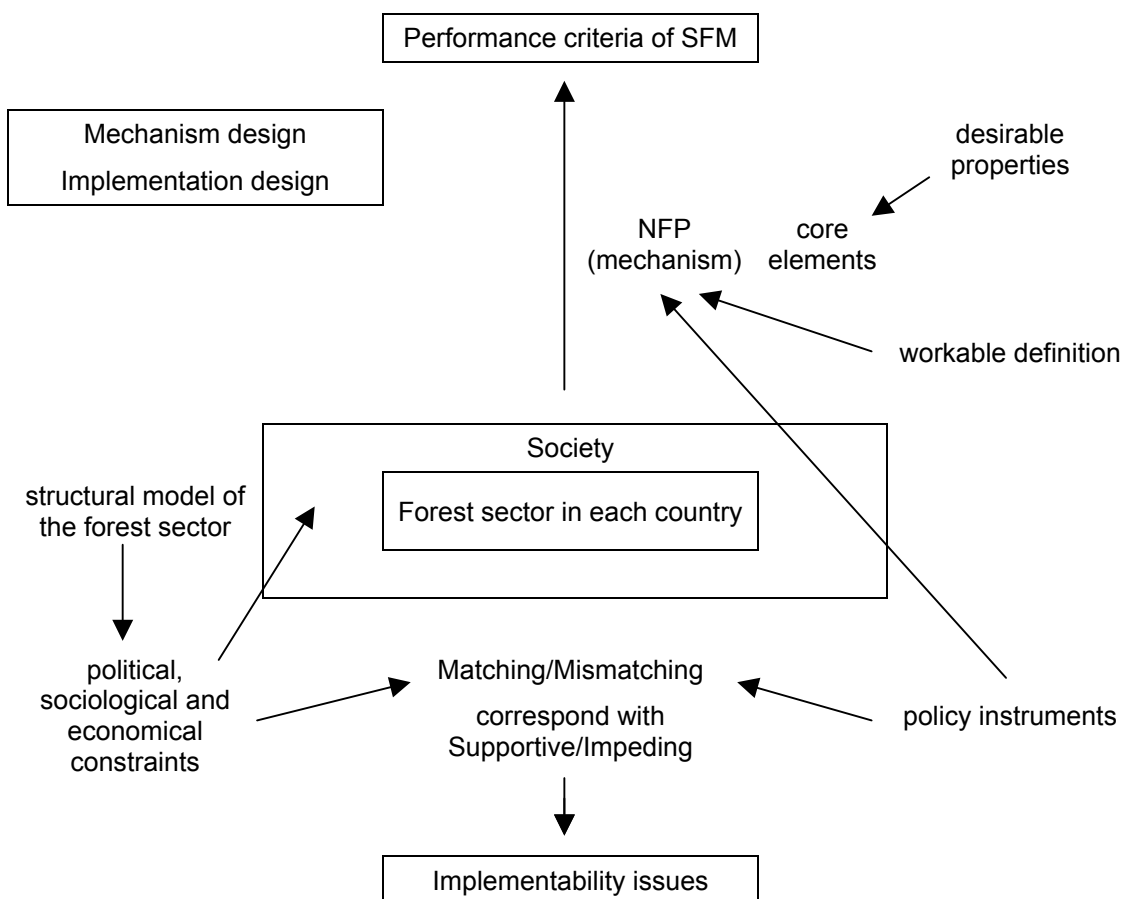 Performance criteria of SFM
Mechanism design
Implementation design
desirable
properties
NFP
(mechanism)
core
elements
workable definition
Society
Forest sector in each country
structural model of
the forest sector
political,
sociological and
economical
constraints
Matching/Mismatching
correspond with
Supportive/Impeding
policy instruments
Implementability issues